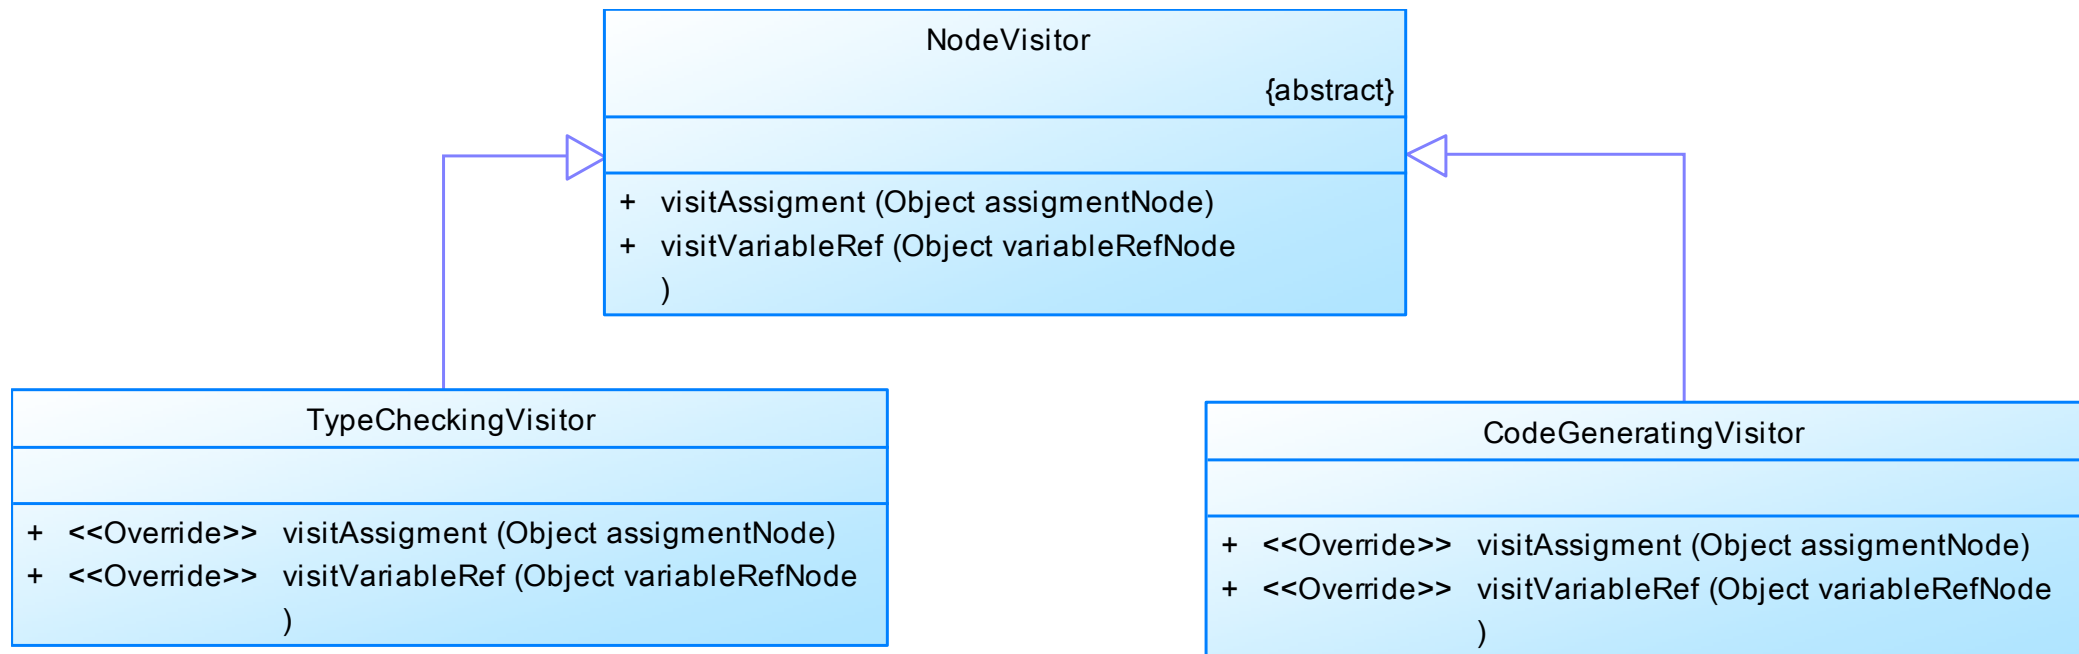 NodeVisitor
{abstract}
+ visitAssigment (Object assigmentNode)
+ visitVariableRef (Object variableRefNode
)
TypeCheckingVisitor
+ <<Override>> visitAssigment (Object assigmentNode)
+ <<Override>> visitVariableRef (Object variableRefNode
)
CodeGeneratingVisitor
+ <<Override>> visitAssigment (Object assigmentNode)
+ <<Override>> visitVariableRef (Object variableRefNode
)